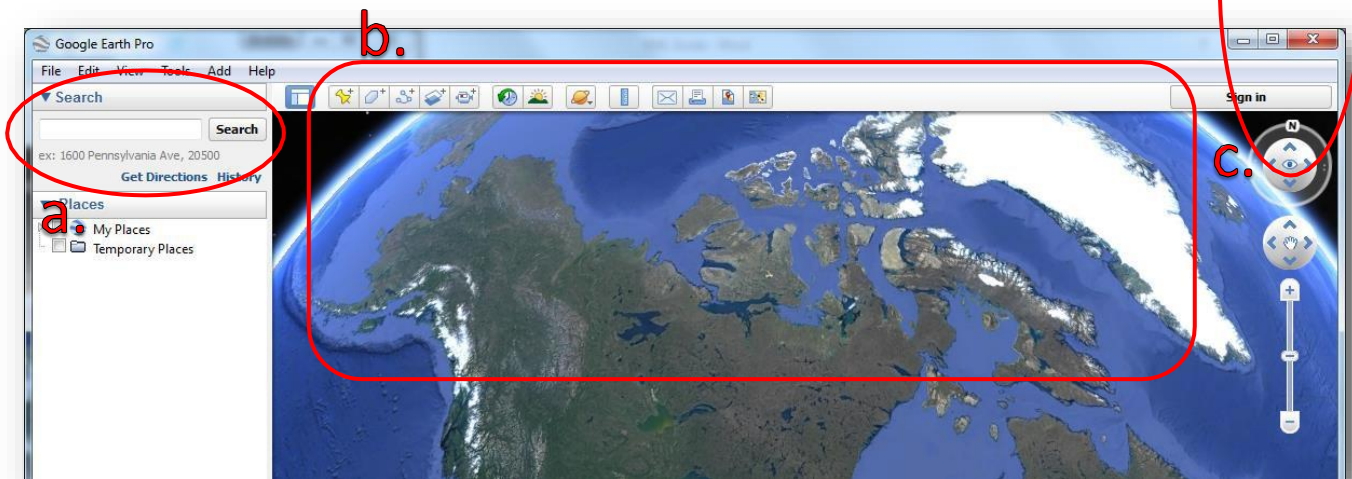 b.
Google Earth Pro
File Edit View Tools Add Help
Search
Sign in
Search
ex: 1600 Pennsylvania Ave, 20500
Get Directions History
N
c.
Places
a.
My Places
Temporary Places